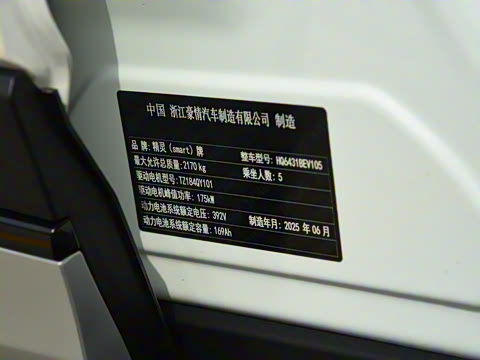 中国 浙江豪情汽车制造有限公司 制造
品 牌:精灵(smart)牌 整车型号: HQ6431BEV105
最大允许总质量: 2170 kg 乘坐人数: 5
驱动电机型号: TZ184QY101
驱动电机峰值功率: 175kW
动力电池系统额定电压: 392V 制造年月: 2025 年 06 月
动力电池系统额定容量: 169Ah